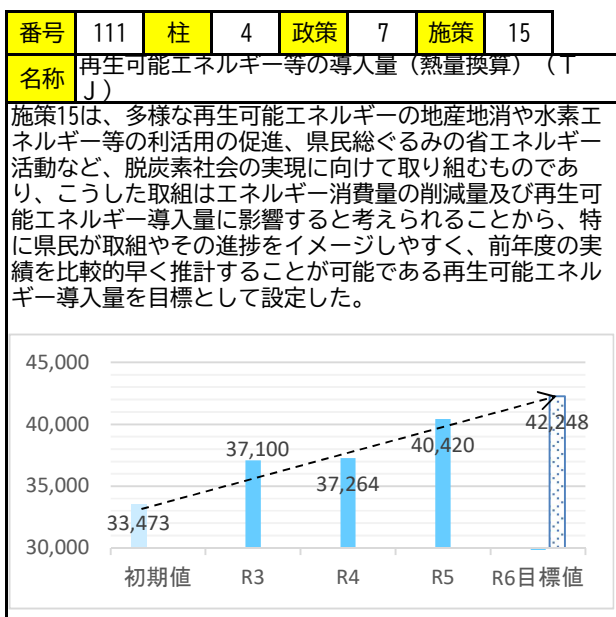 番号 111 柱 4 政策 7 施策 15
名称 再生可能エネルギー等の導入量（熱量換算）（T
J）
施策15は、多様な再生可能エネルギーの地産地消や水素エ
ネルギー等の利活用の促進、県民総ぐるみの省エネルギー
活動など、脱炭素社会の実現に向けて取り組むものであ
り、こうした取組はエネルギー消費量の削減量及び再生可
能エネルギー導入量に影響すると考えられることから、特
に県民が取組やその進捗をイメージしやすく、前年度の実
績を比較的早く推計することが可能である再生可能エネル
ギー導入量を目標として設定した。
45,000
40,000
35,000
30,000
33,473
37,100
37,264
40,420
42,248
初期値 R3 R4 R5 R6目標値